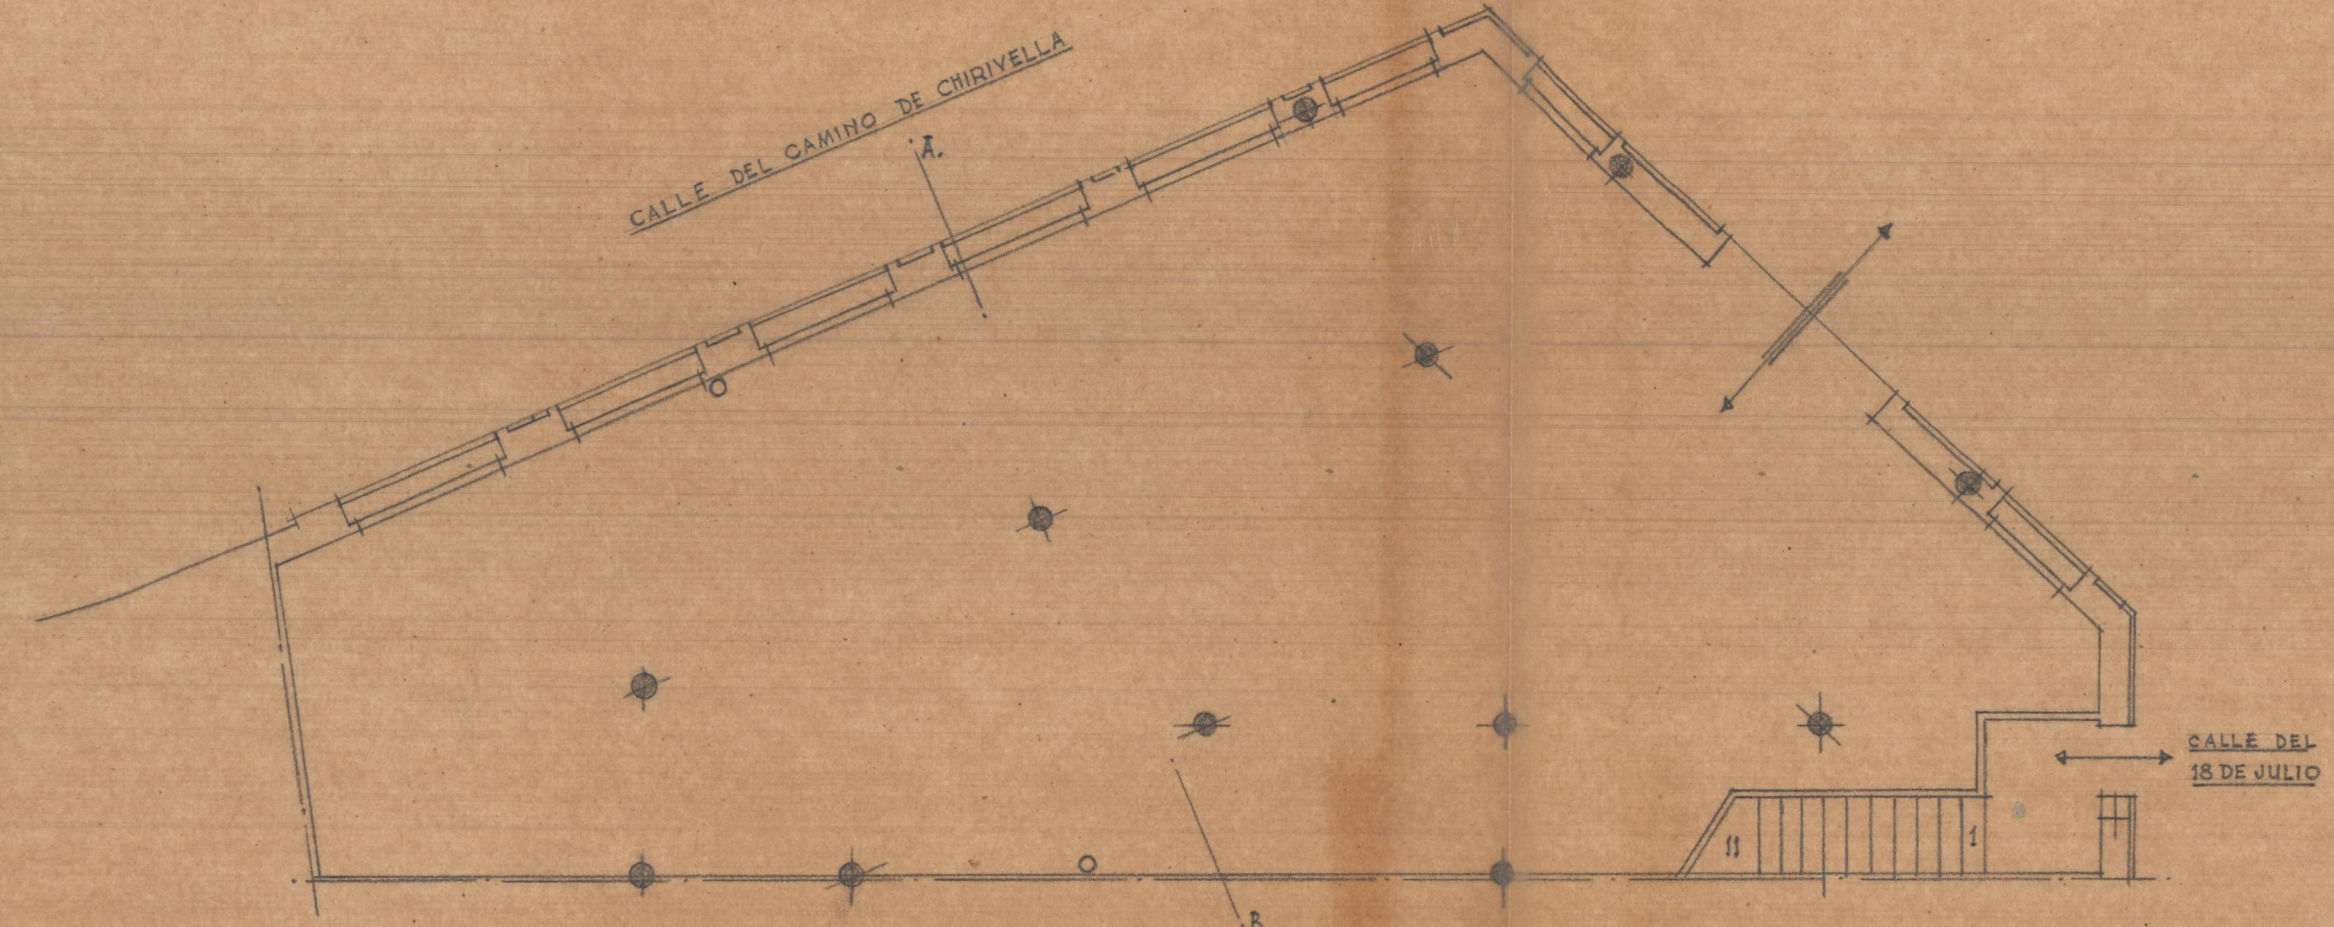 CALLE DEL CAMINO DE CHIRIVELLA
A.
CALLE DEL
18 DE JULIO
11
1
B